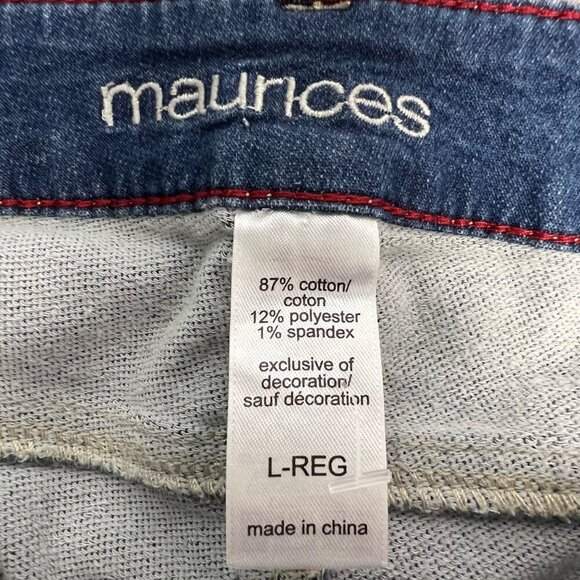 maurices
87% cotton/
coton
12% polyester
1% spandex
exclusive of
decoration/
sauf décoration
L-REG
made in china